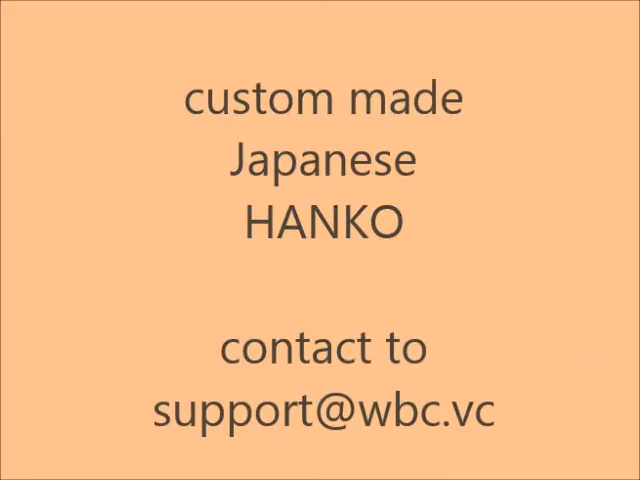 custom made
Japanese
HANKO
contact to
support@wbc.vc